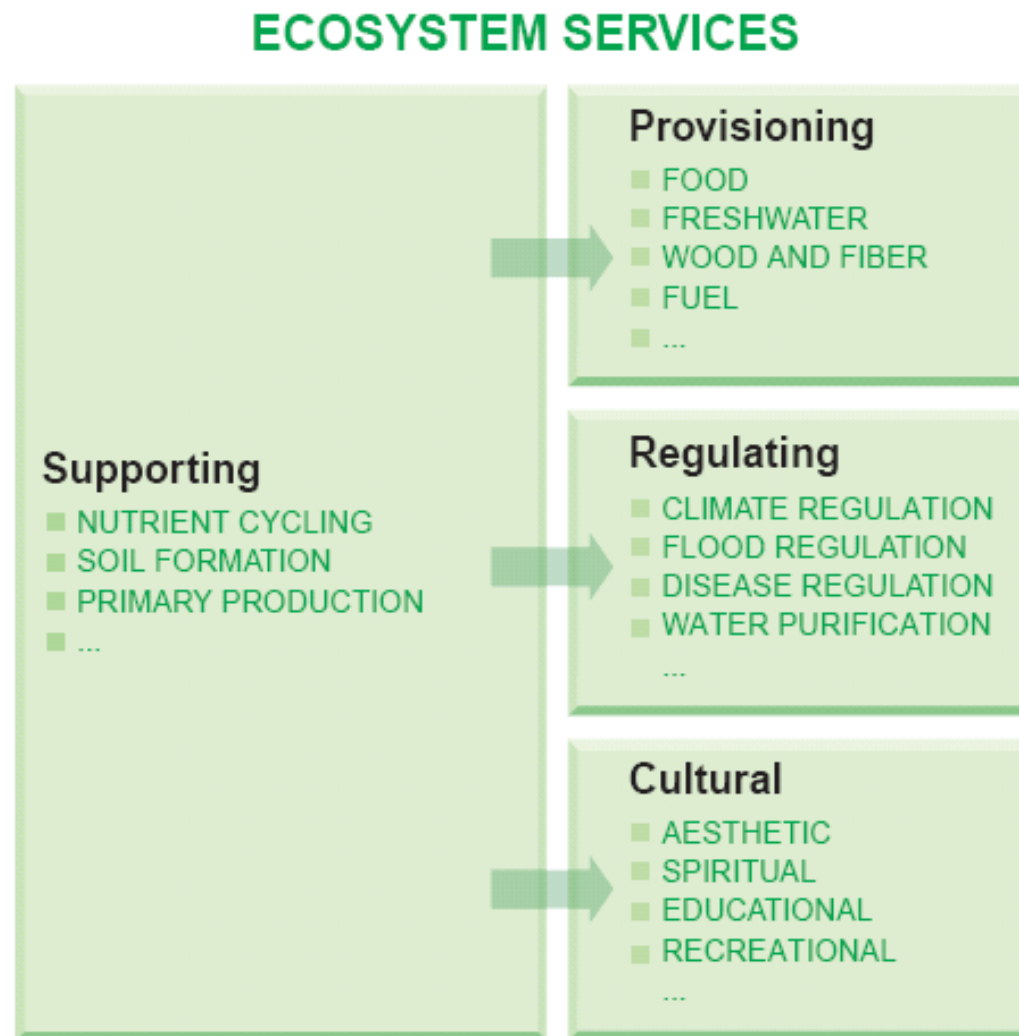 ECOSYSTEM SERVICES
Supporting
NUTRIENT CYCLING
SOIL FORMATION
PRIMARY PRODUCTION
...
Provisioning
FOOD
FRESHWATER
WOOD AND FIBER
FUEL
...
Regulating
CLIMATE REGULATION
FLOOD REGULATION
DISEASE REGULATION
WATER PURIFICATION
...
Cultural
AESTHETIC
SPIRITUAL
EDUCATIONAL
RECREATIONAL
...